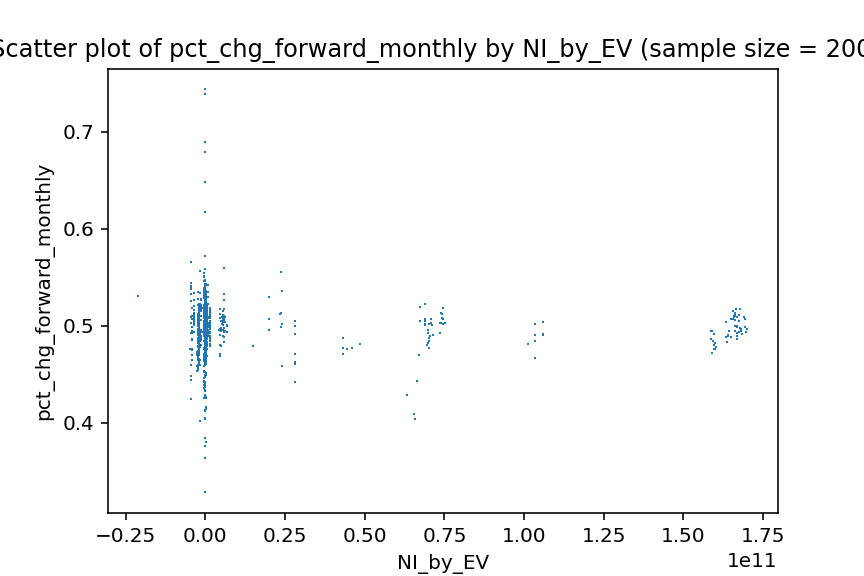 Scatter plot of pct_chg_forward_monthly by NI_by_EV (sample size = 200
0.7
0.6
0.5
0.4
pct_chg_forward_monthly
−0.25 0.00 0.25 0.50 0.75 1.00 1.25 1.50 1.75
1e11
NI_by_EV